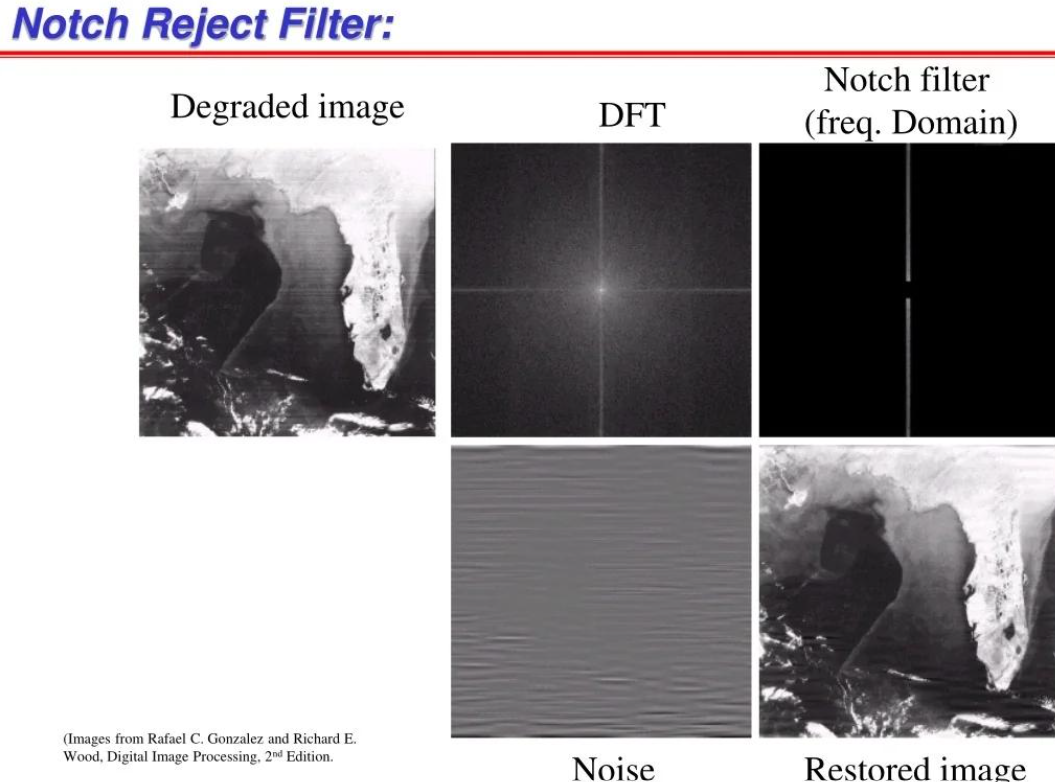 Notch Reject Filter:
Degraded image
DFT
Notch filter
(freq. Domain)
(Images from Rafael C. Gonzalez and Richard E.
Wood, Digital Image Processing, 2nd Edition.
Noise
Restored image